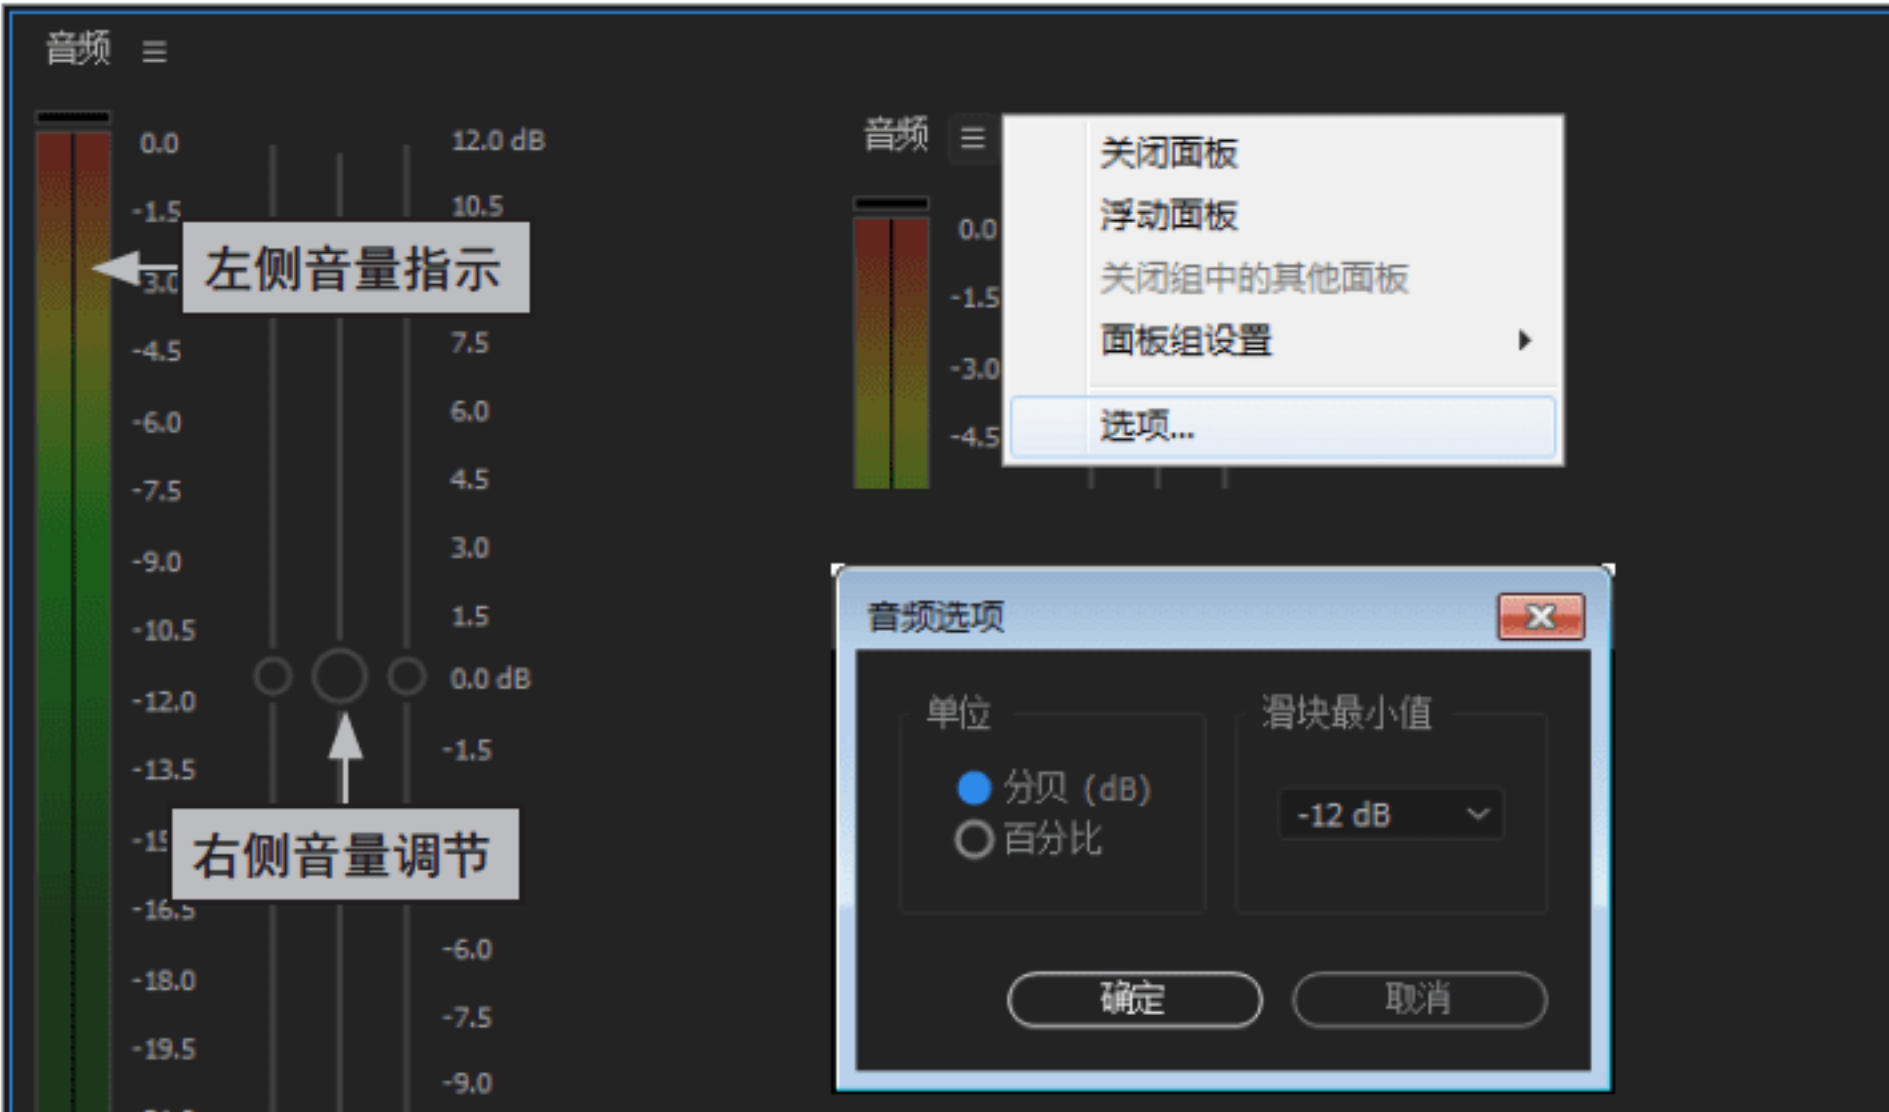 音频
0.0
-1.5
-4.5
-6.0
-7.5
-9.0
-10.5
-12.0
-13.5
-16.5
-18.0
-19.5
12.0 dB
10.5
7.5
6.0
4.5
3.0
1.5
0.0 dB
-1.5
-6.0
-7.5
-9.0
左侧音量指示
右侧音量调节
音频
0.0
-1.5
-3.0
-4.5
关闭面板
浮动面板
关闭组中的其他面板
面板组设置
选项...
音频选项
单位
分贝 (dB)
百分比
滑块最小值
-12 dB
确定
取消